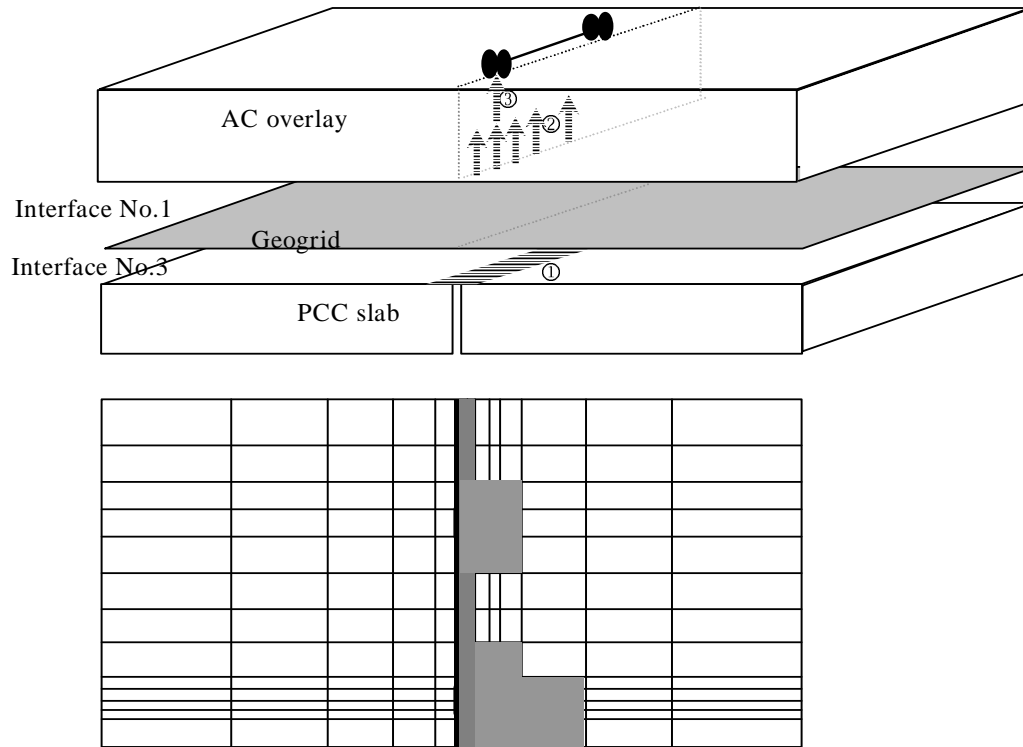 ③
②
AC overlay
Interface No.1
Geogrid
Interface No.3
①
PCC slab